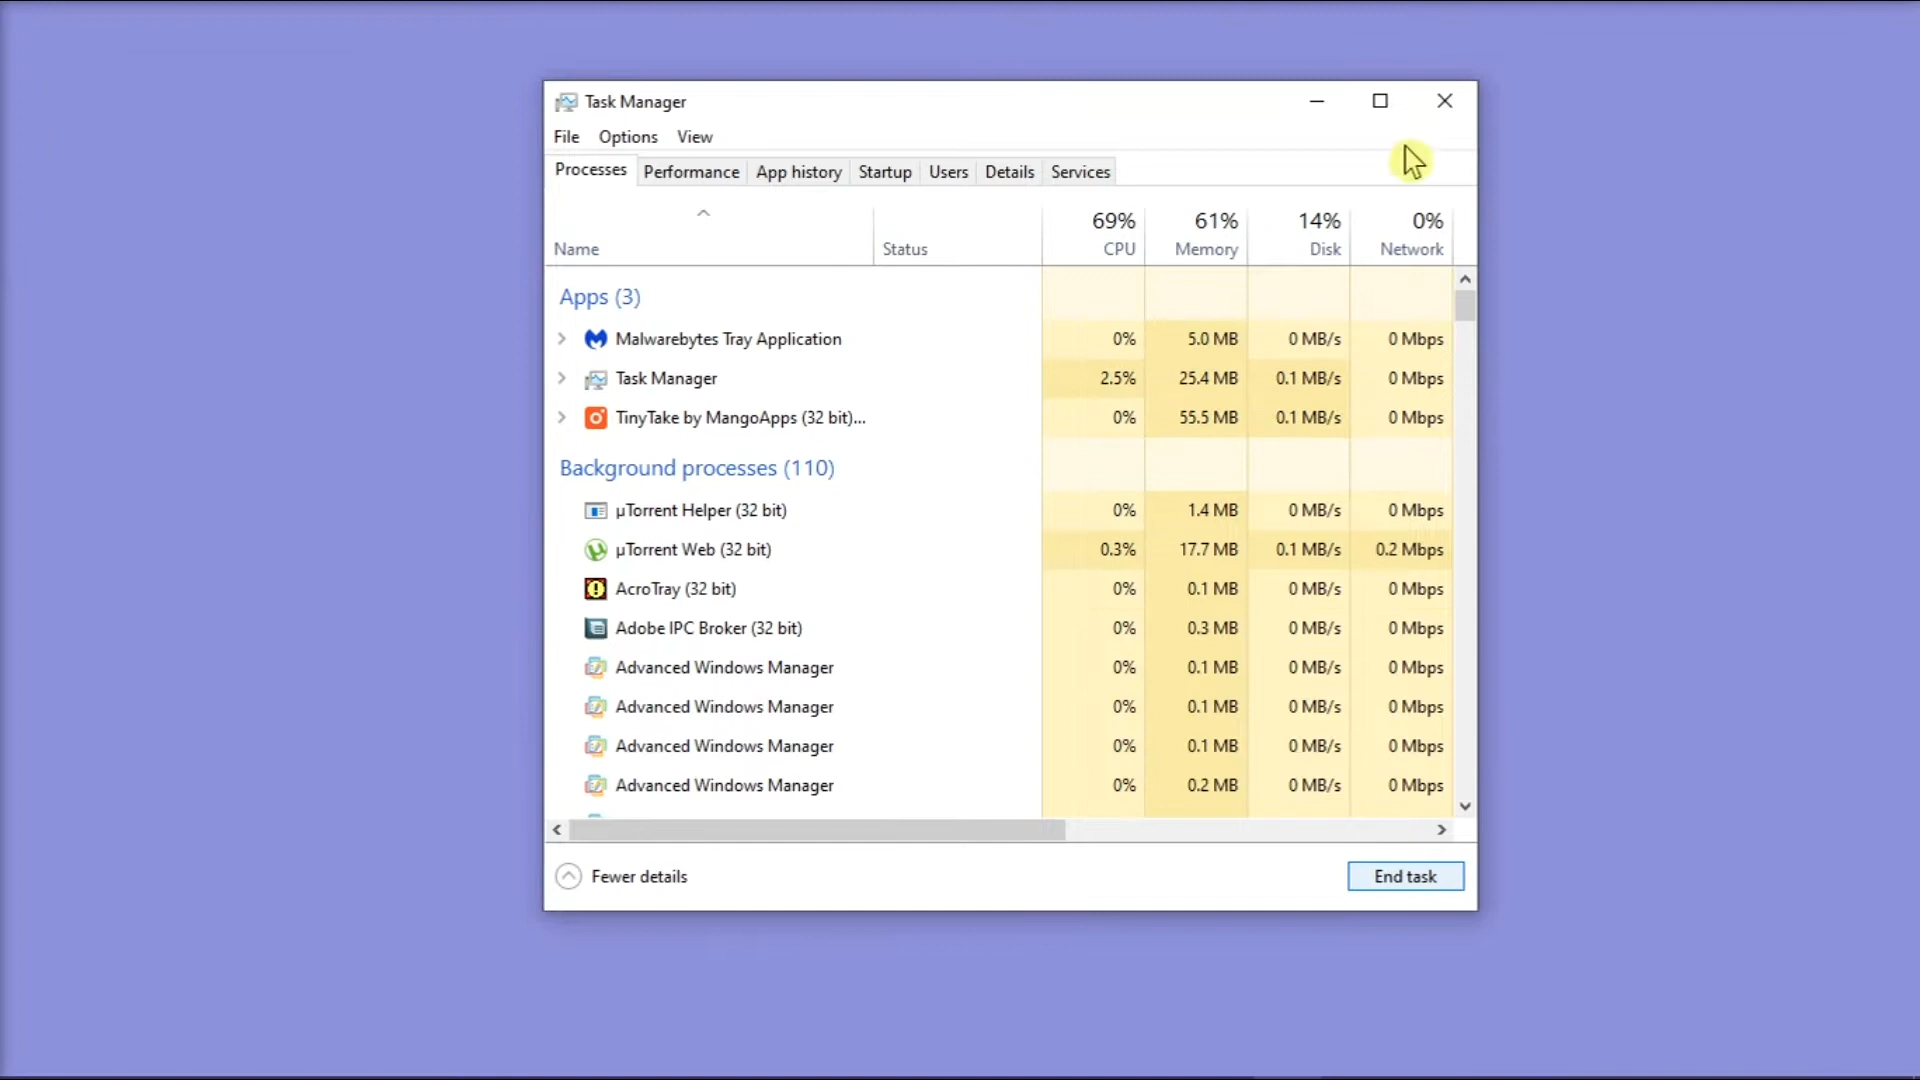 Task Manager
File Options View
Processes Performance App history Startup Users Details Services
69% 61% 14% 0%
Name Status CPU Memory Disk Network
Apps (3)
Malwarebytes Tray Application 0% 5.0 MB 0 MB/s 0 Mbps
Task Manager 2.5% 25.4 MB 0.1 MB/s 0 Mbps
TinyTake by MangoApps (32 bit)... 0% 55.5 MB 0.1 MB/s 0 Mbps
Background processes (110)
µTorrent Helper (32 bit) 0% 1.4 MB 0 MB/s 0 Mbps
µTorrent Web (32 bit) 0.3% 17.7 MB 0.1 MB/s 0.2 Mbps
AcroTray (32 bit) 0% 0.1 MB 0 MB/s 0 Mbps
Adobe IPC Broker (32 bit) 0% 0.3 MB 0 MB/s 0 Mbps
Advanced Windows Manager 0% 0.1 MB 0 MB/s 0 Mbps
Advanced Windows Manager 0% 0.1 MB 0 MB/s 0 Mbps
Advanced Windows Manager 0% 0.1 MB 0 MB/s 0 Mbps
Advanced Windows Manager 0% 0.2 MB 0 MB/s 0 Mbps
Fewer details End task